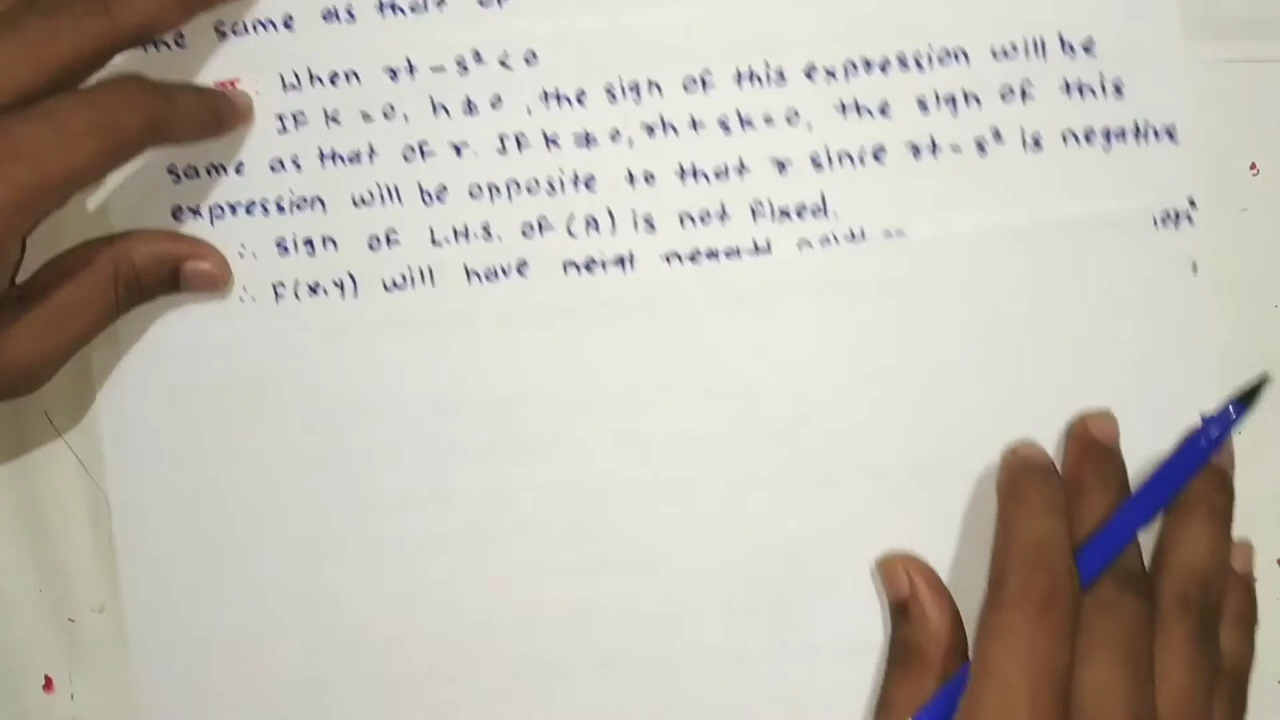 the same as that of
II: When rt - s² < 0
IF k = 0, h ≠ 0, the sign of this expression will be
same as that of r. IF k ≠ 0, rh + sk = 0, the sign of this
expression will be opposite to that r since rt - s² is negative
∴ sign of L.H.S. of (A) is not fixed.
∴ F(x,y) will have